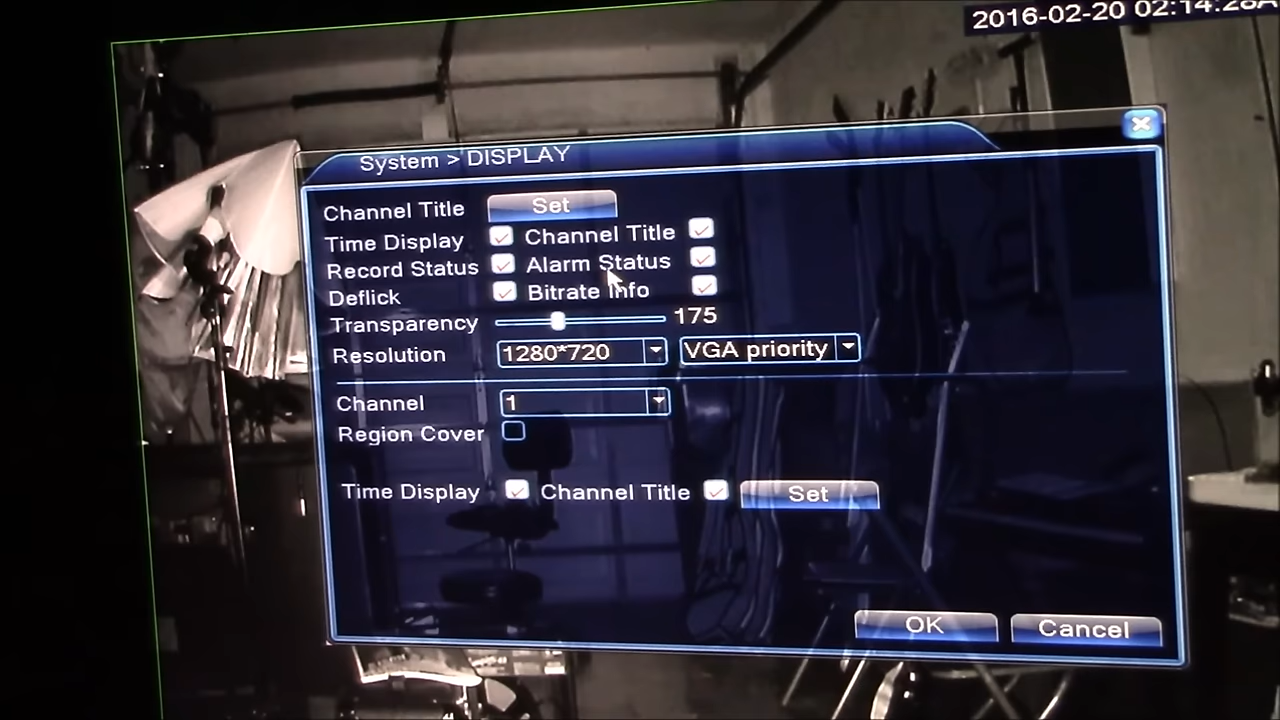 2016-02-20 02:14:28A
System > DISPLAY
Channel Title Set
Time Display Channel Title
Record Status Alarm Status
Deflick Bitrate Info
Transparency 175
Resolution 1280*720 VGA priority
Channel 1
Region Cover
Time Display Channel Title Set
OK Cancel